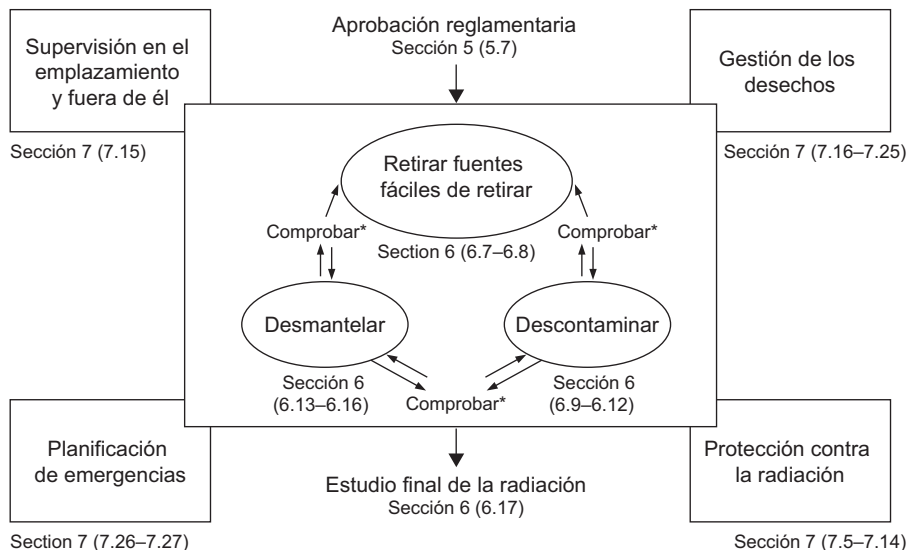 Supervisión en el
emplazamiento
y fuera de él
Sección 7 (7.15)
Aprobación reglamentaria
Sección 5 (5.7)
Gestión de los
desechos
Sección 7 (7.16–7.25)
Retirar fuentes
fáciles de retirar
Comprobar*
Comprobar*
Section 6 (6.7–6.8)
Desmantelar
Descontaminar
Sección 6
(6.13–6.16)
Comprobar*
Sección 6
(6.9–6.12)
Planificación
de emergencias
Section 7 (7.26–7.27)
Estudio final de la radiación
Sección 6 (6.17)
Protección contra
la radiación
Sección 7 (7.5–7.14)